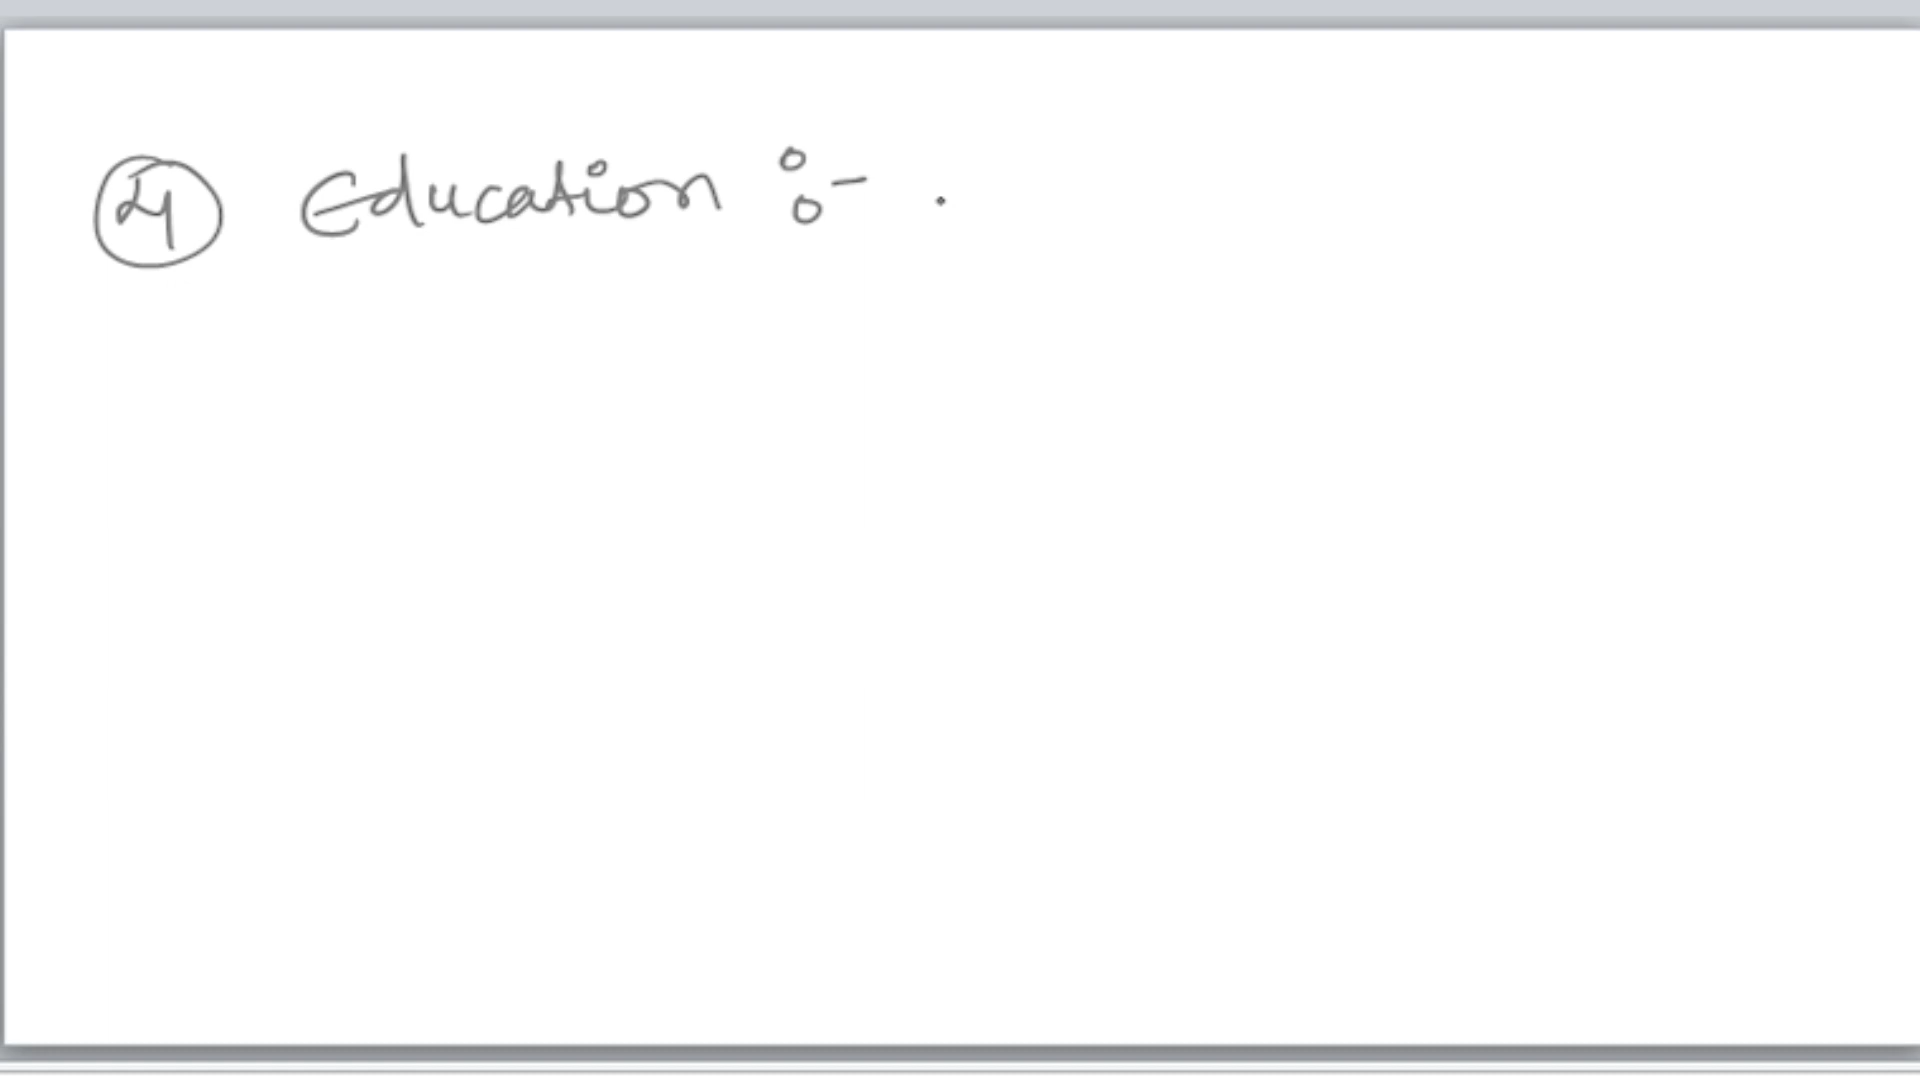 ④ Education :- .